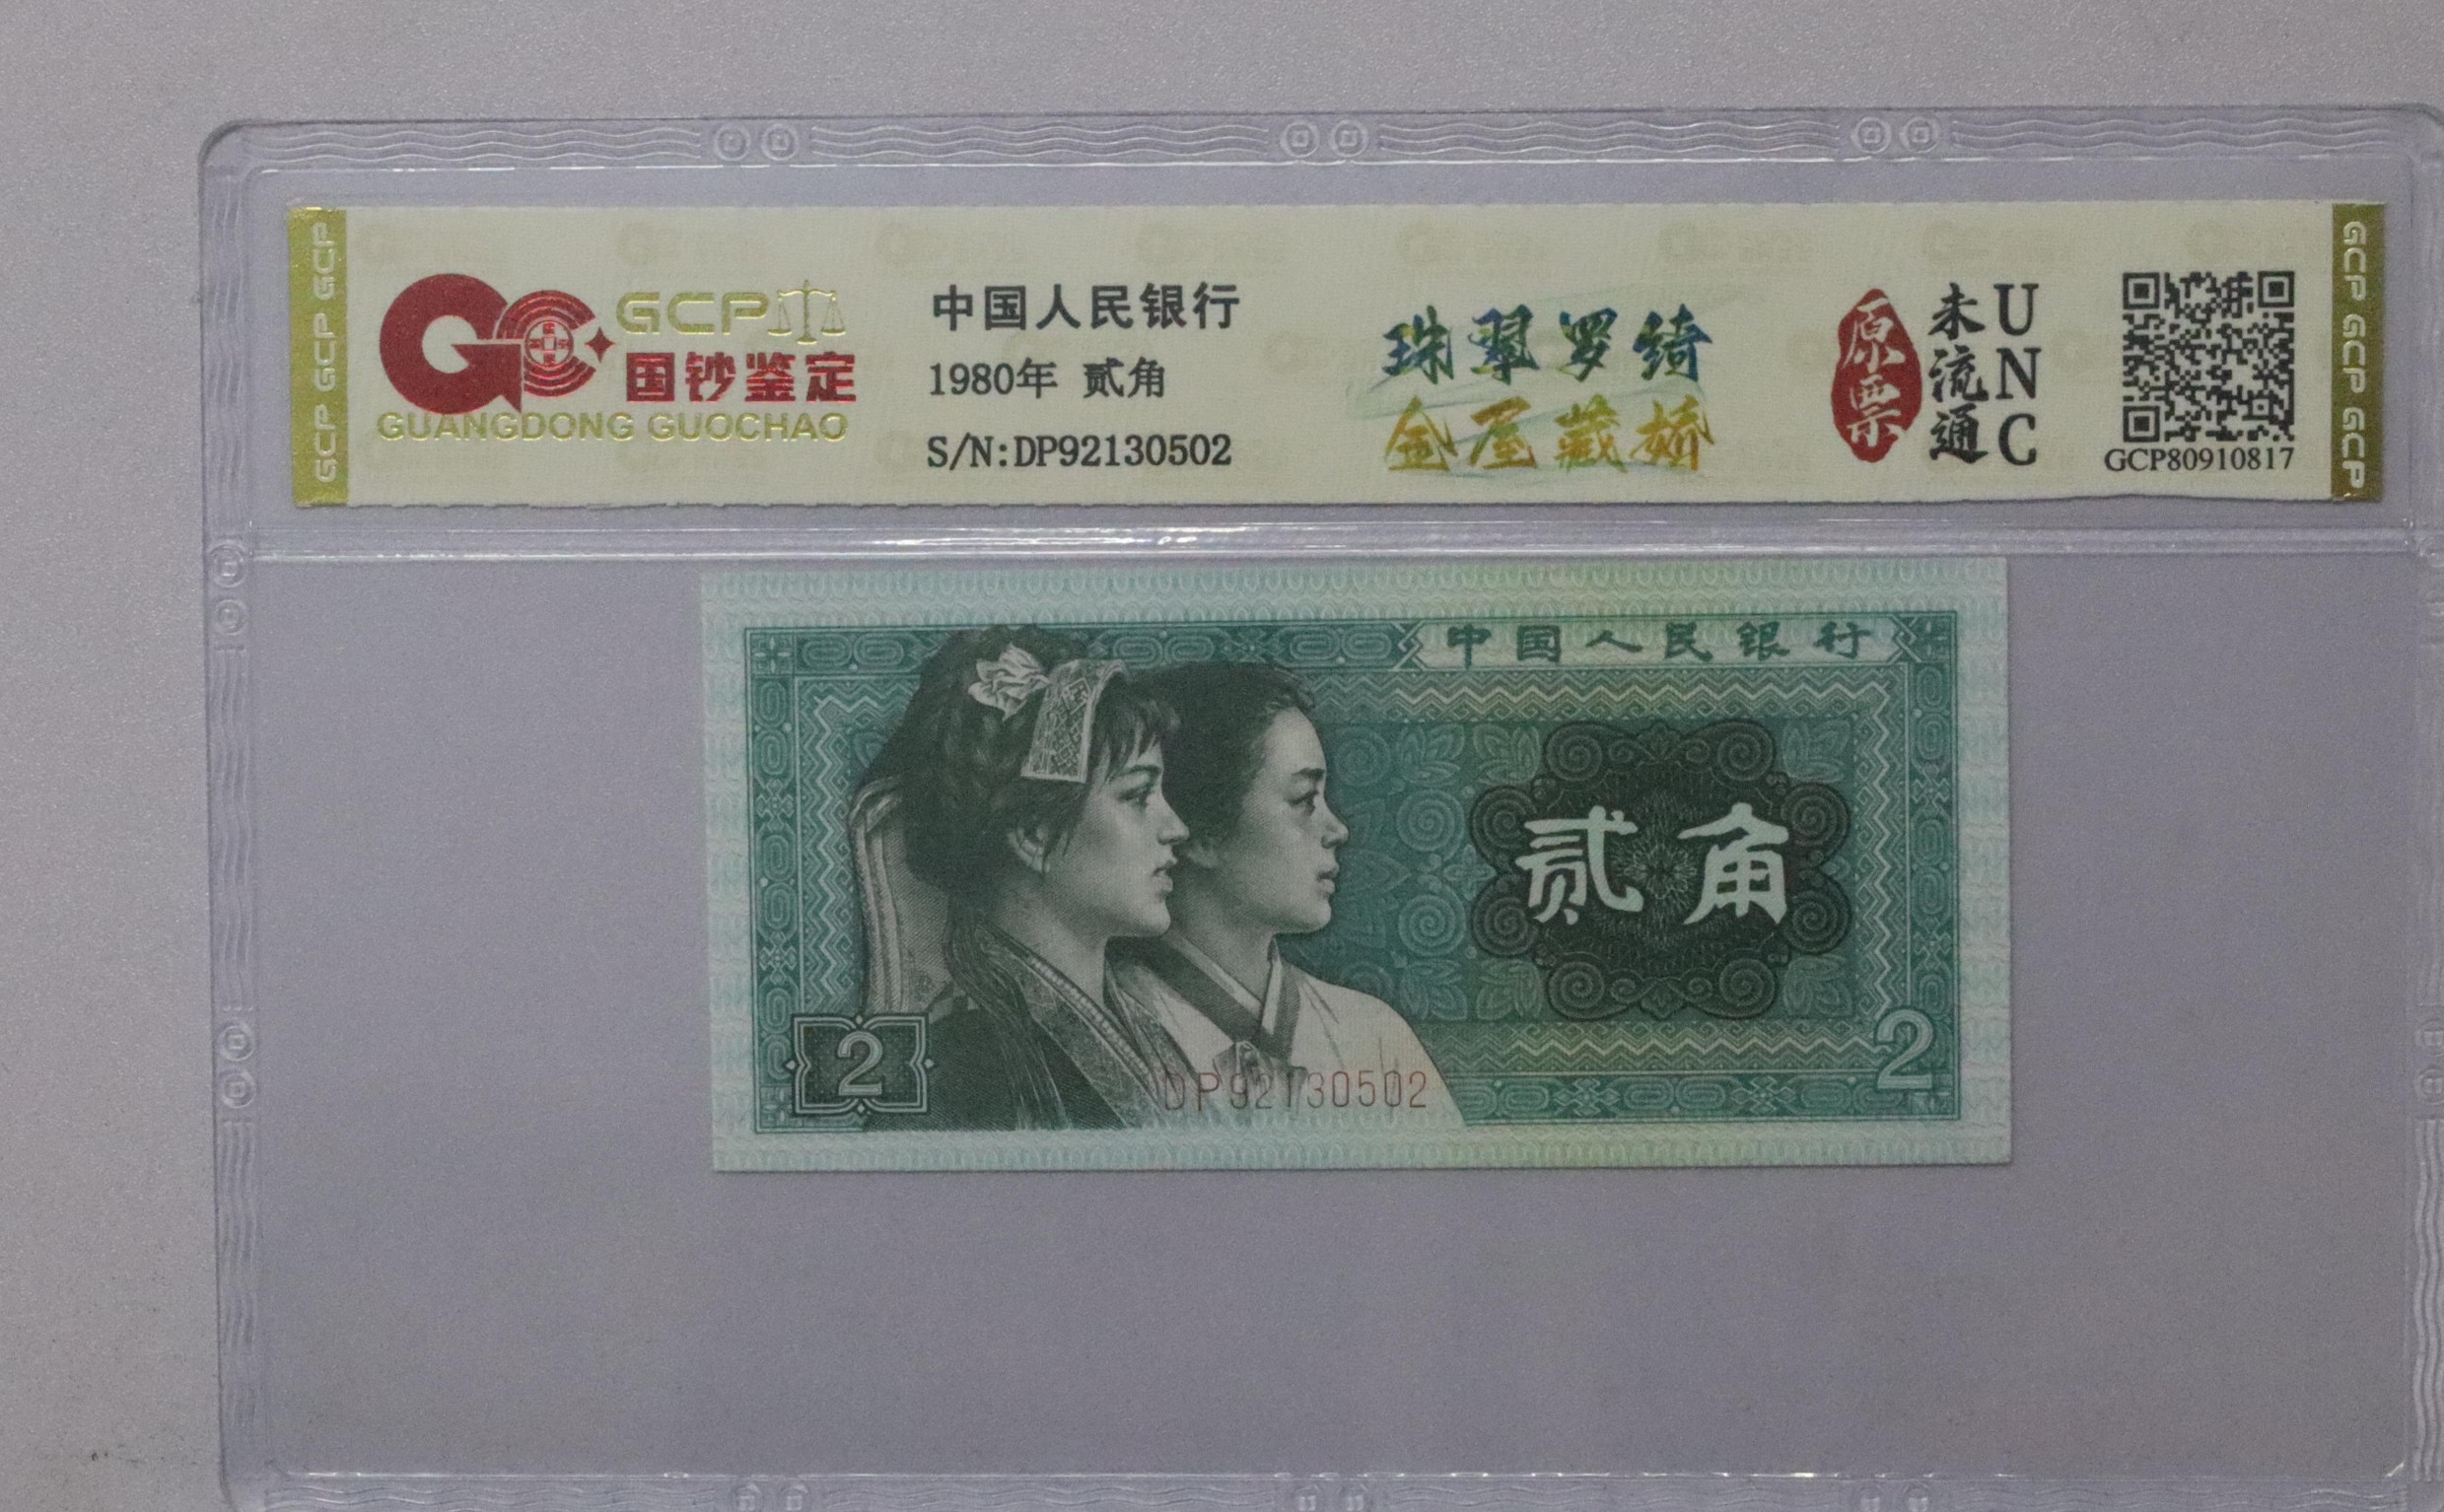 GCP GCP GCP
GCP
国钞鉴定
GUANGDONG GUOCHAO
中国人民银行
1980年 贰角
S/N:DP92130502
珠翠罗绮
金屋藏娇
原票
未流通
UNC
GCP80910817
GCP GCP GCP
中国人民银行
贰角
2
2
DP92130502